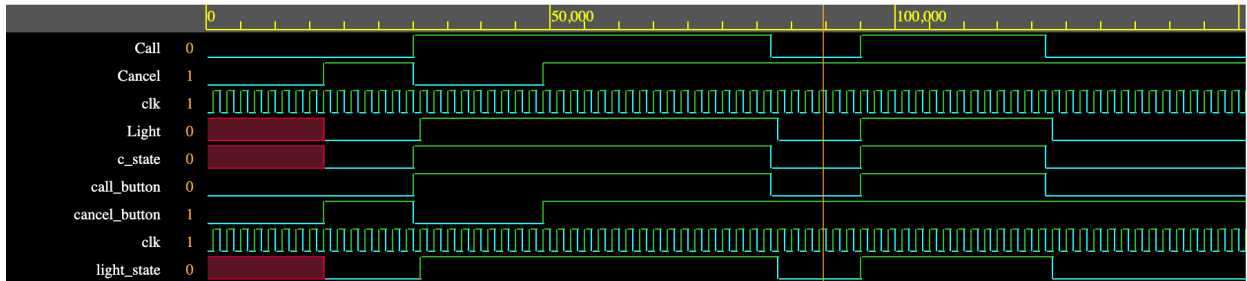 0 50,000 100,000
Call 0
Cancel 1
clk 1
Light 0
c_state 0
call_button 0
cancel_button 1
clk 1
light_state 0